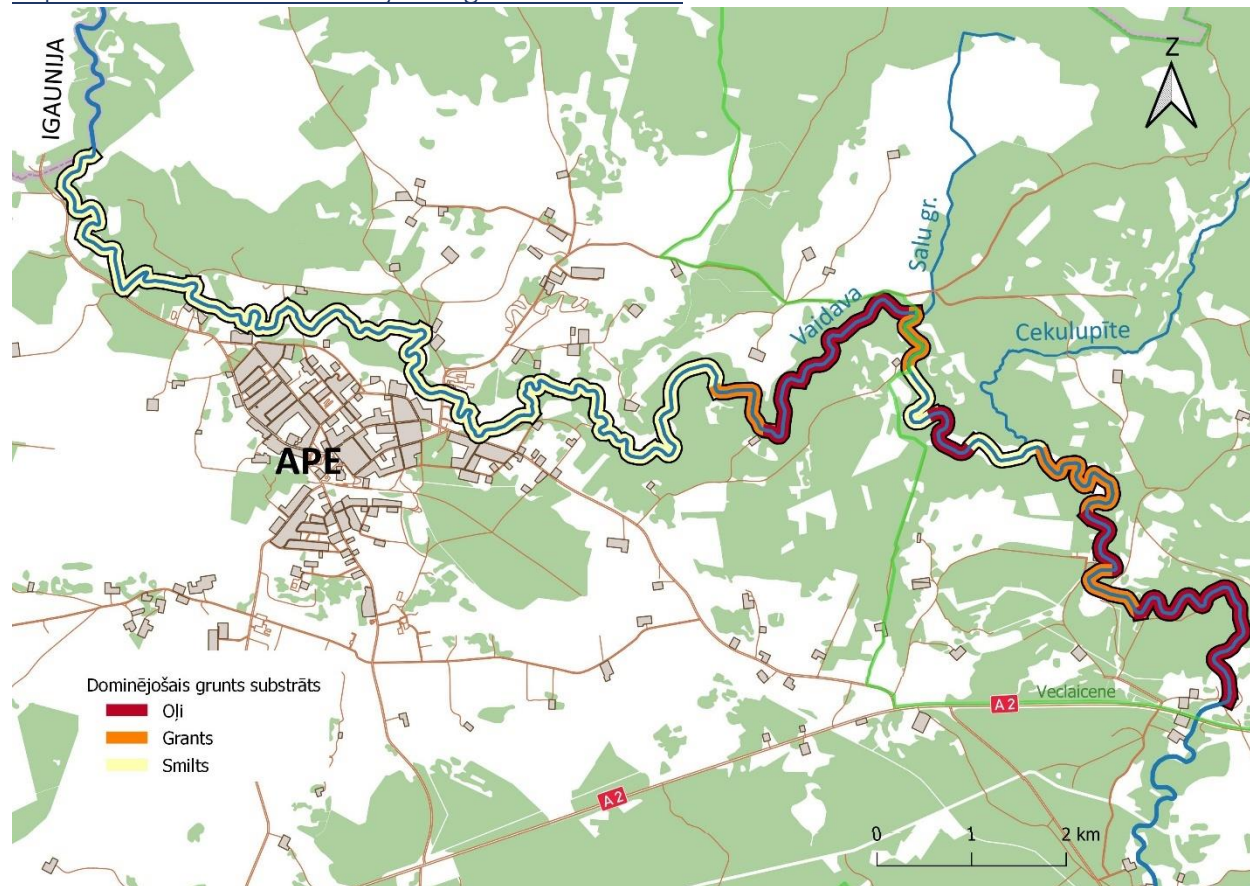 IGAUNIJA
Z
Salu gr.
Vaidava
Cekulupīte
APE
Veclaicene
A 2
A 2
Dominējošais grunts substrāts
Oļi
Grants
Smilts
0 1 2 km